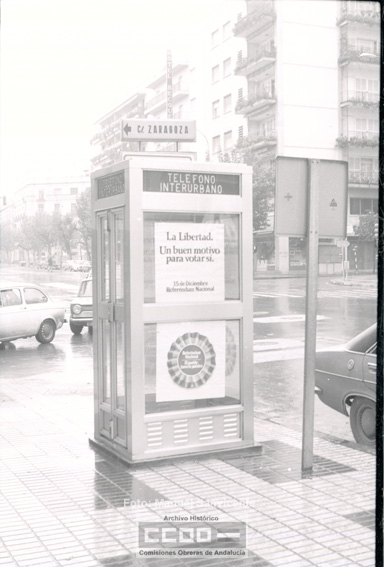 C/ ZARAGOZA
TELEFONO
INTERURBANO
La Libertad.
Un buen motivo
para votar sí.
15 de Diciembre
Referéndum Nacional
Archivo Histórico
CCOO
Comisiones Obreras de Andalucía